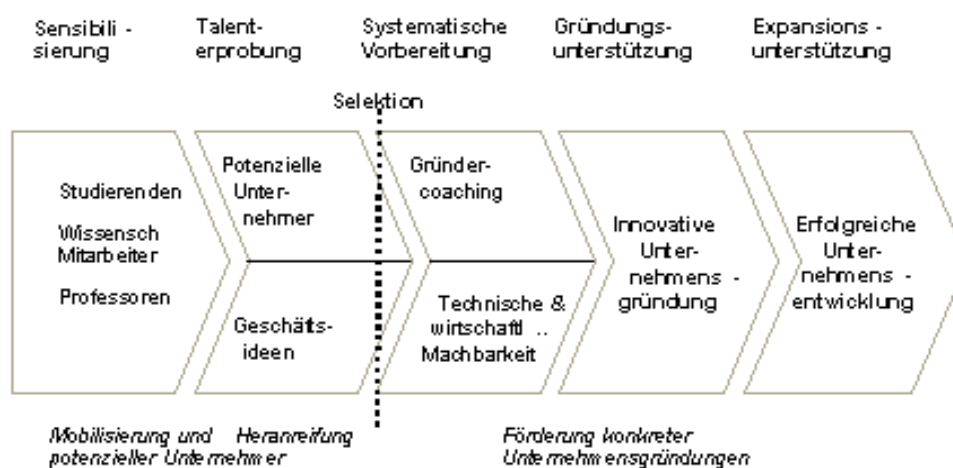 Sensibili -
sierung
Talent-
erprobung
Systematische
Vorbereitung
Gründungs-
unterstützung
Expansions-
unterstützung
Selektion
Studierenden
Wissensch
Mitarbeiter
Professoren
Potenzielle
Unter-
nehmer
Geschäfts-
ideen
Gründer-
coaching
Technische &
wirtschaftl ..
Machbarkeit
Innovative
Unter-
nehmens -
gründung
Erfolgreiche
Unter-
nehmens -
entwicklung
Mobilisierung und Heranreifung
potenzieller Unternehmer
Förderung konkreter
Unternehmensgründungen